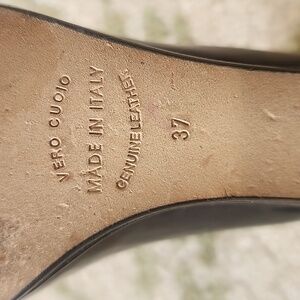 VERO CUOIO
MADE IN ITALY
GENUINE LEATHER
37